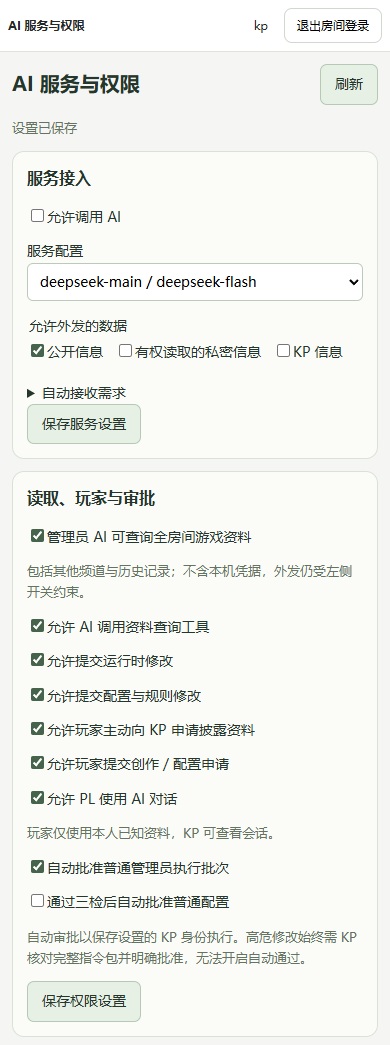 AI 服务与权限
kp
退出房间登录
AI 服务与权限
刷新
设置已保存
服务接入
允许调用 AI
服务配置
deepseek-main / deepseek-flash
允许外发的数据
公开信息 有权读取的私密信息 KP 信息
自动接收需求
保存服务设置
读取、玩家与审批
管理员 AI 可查询全房间游戏资料
包括其他频道与历史记录；不含本机凭据，外发仍受左侧
开关约束。
允许 AI 调用资料查询工具
允许提交运行时修改
允许提交配置与规则修改
允许玩家主动向 KP 申请披露资料
允许玩家提交创作 / 配置申请
允许 PL 使用 AI 对话
玩家仅使用本人已知资料，KP 可查看会话。
自动批准普通管理员执行批次
通过三检后自动批准普通配置
自动审批以保存设置的 KP 身份执行。高危修改始终需 KP
核对完整指令包并明确批准，无法开启自动通过。
保存权限设置